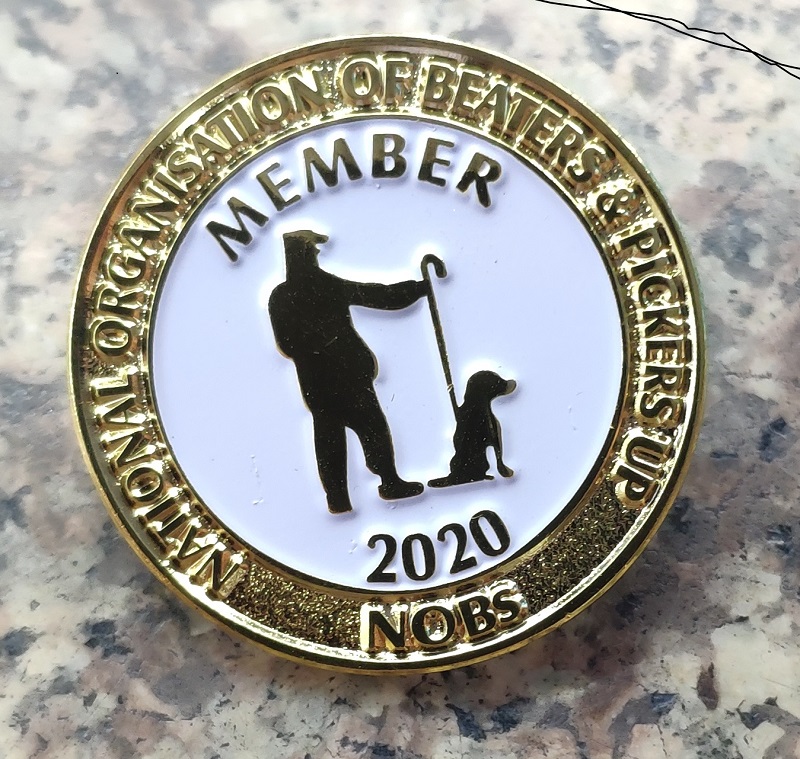 NATIONAL ORGANISATION OF BEATERS & PICKERS UP
MEMBER
2020
NOBS